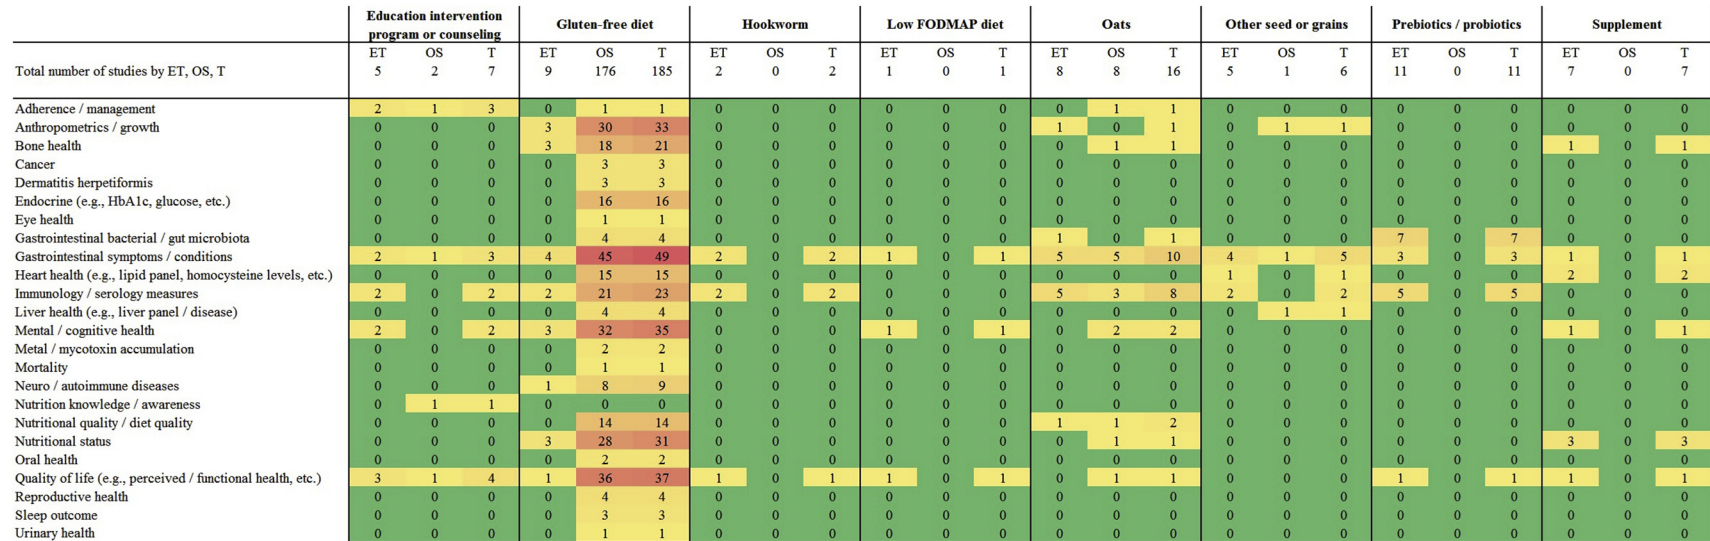 Education intervention program or counseling Gluten-free diet Hookworm Low FODMAP diet Oats Other seed or grains Prebiotics / probiotics Supplement
ET OS T ET OS T ET OS T ET OS T ET OS T ET OS T ET OS T ET OS T
Total number of studies by ET, OS, T 5 2 7 9 176 185 2 0 2 1 0 1 8 8 16 5 1 6 11 0 11 7 0 7
Adherence / management 2 1 3 0 1 1 0 0 0 0 0 0 0 1 1 0 0 0 0 0 0 0 0 0
Anthropometrics / growth 0 0 0 3 30 33 0 0 0 0 0 0 1 0 1 0 1 1 0 0 0 0 0 0
Bone health 0 0 0 3 18 21 0 0 0 0 0 0 0 1 1 0 0 0 0 0 0 1 0 1
Cancer 0 0 0 0 3 3 0 0 0 0 0 0 0 0 0 0 0 0 0 0 0 0 0 0
Dermatitis herpetiformis 0 0 0 0 3 3 0 0 0 0 0 0 0 0 0 0 0 0 0 0 0 0 0 0
Endocrine (e.g., HbA1c, glucose, etc.) 0 0 0 0 16 16 0 0 0 0 0 0 0 0 0 0 0 0 0 0 0 0 0 0
Eye health 0 0 0 0 1 1 0 0 0 0 0 0 0 0 0 0 0 0 0 0 0 0 0 0
Gastrointestinal bacterial / gut microbiota 0 0 0 0 4 4 0 0 0 0 0 0 1 0 1 0 0 0 7 0 7 0 0 0
Gastrointestinal symptoms / conditions 2 1 3 4 45 49 2 0 2 1 0 1 5 5 10 4 1 5 3 0 3 1 0 1
Heart health (e.g., lipid panel, homocysteine levels, etc.) 0 0 0 0 15 15 0 0 0 0 0 0 0 0 0 1 0 1 0 0 0 2 0 2
Immunology / serology measures 2 0 2 2 21 23 2 0 2 0 0 0 5 3 8 2 0 2 5 0 5 0 0 0
Liver health (e.g., liver panel / disease) 0 0 0 0 4 4 0 0 0 0 0 0 0 0 0 0 1 1 0 0 0 0 0 0
Mental / cognitive health 2 0 2 3 32 35 0 0 0 1 0 1 0 2 2 0 0 0 0 0 0 1 0 1
Metal / mycotoxin accumulation 0 0 0 0 2 2 0 0 0 0 0 0 0 0 0 0 0 0 0 0 0 0 0 0
Mortality 0 0 0 0 1 1 0 0 0 0 0 0 0 0 0 0 0 0 0 0 0 0 0 0
Neuro / autoimmune diseases 0 0 0 1 8 9 0 0 0 0 0 0 0 0 0 0 0 0 0 0 0 0 0 0
Nutrition knowledge / awareness 0 1 1 0 0 0 0 0 0 0 0 0 0 0 0 0 0 0 0 0 0 0 0 0
Nutritional quality / diet quality 0 0 0 0 14 14 0 0 0 0 0 0 1 1 2 0 0 0 0 0 0 0 0 0
Nutritional status 0 0 0 3 28 31 0 0 0 0 0 0 0 1 1 0 0 0 0 0 0 3 0 3
Oral health 0 0 0 0 2 2 0 0 0 0 0 0 0 0 0 0 0 0 0 0 0 0 0 0
Quality of life (e.g., perceived / functional health, etc.) 3 1 4 1 36 37 1 0 1 1 0 1 0 1 1 0 0 0 1 0 1 1 0 1
Reproductive health 0 0 0 0 4 4 0 0 0 0 0 0 0 0 0 0 0 0 0 0 0 0 0 0
Sleep outcome 0 0 0 0 3 3 0 0 0 0 0 0 0 0 0 0 0 0 0 0 0 0 0 0
Urinary health 0 0 0 0 1 1 0 0 0 0 0 0 0 0 0 0 0 0 0 0 0 0 0 0